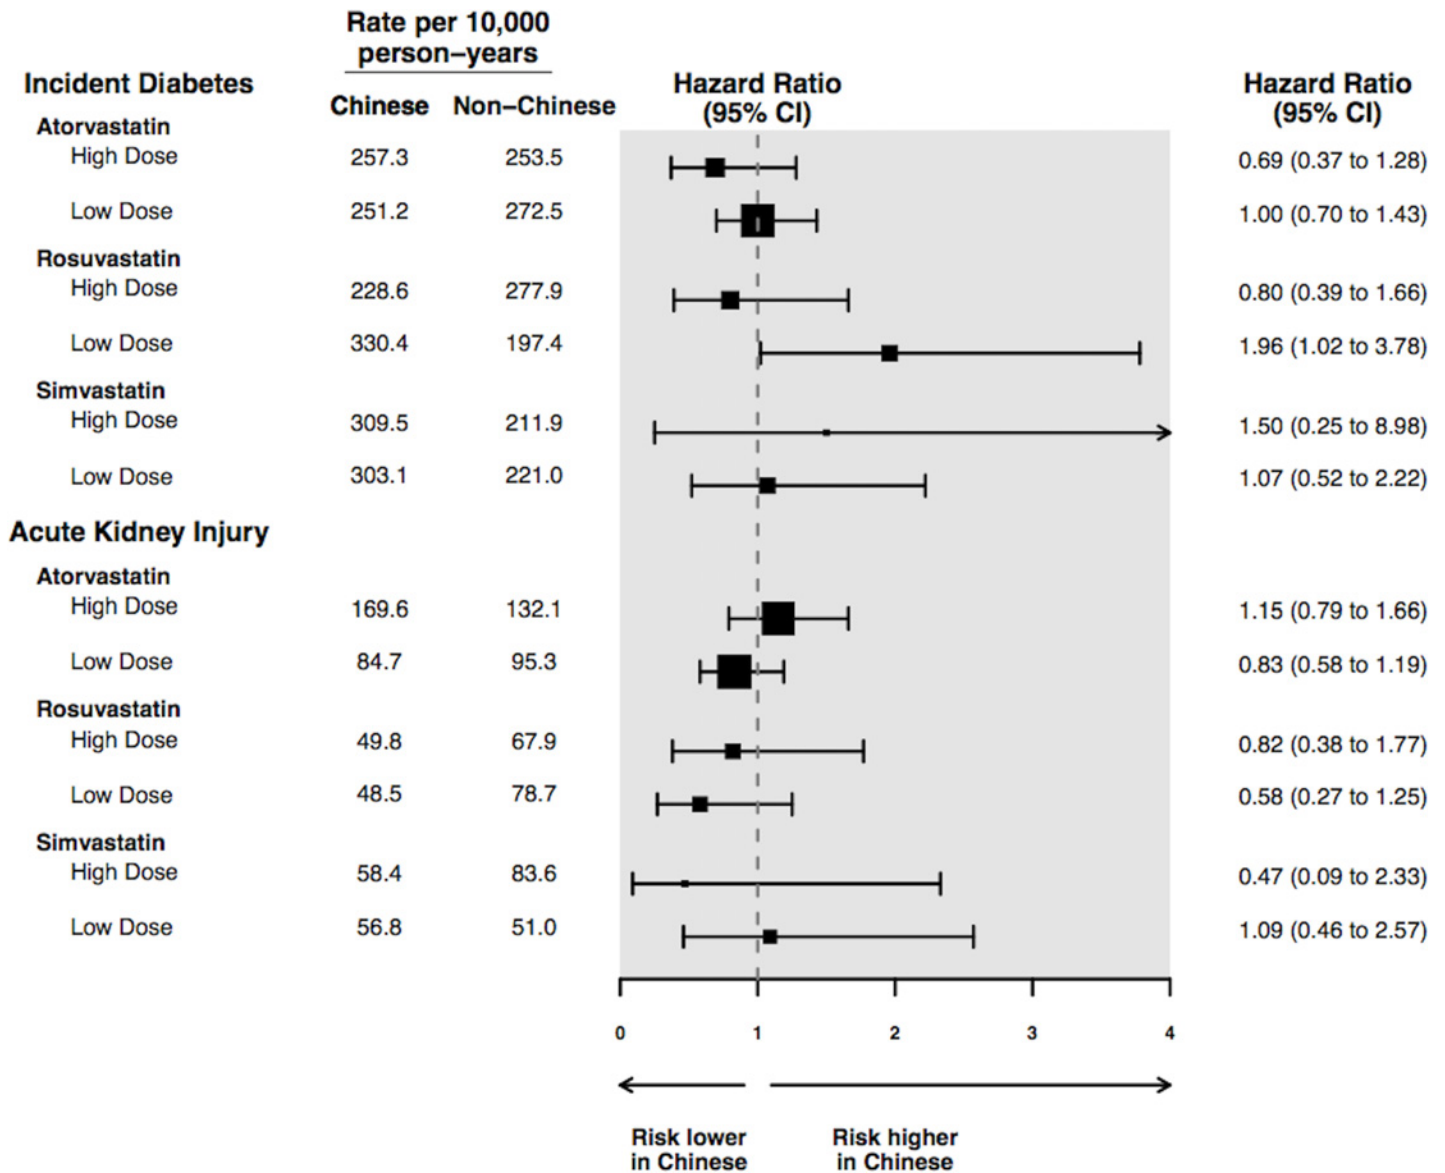 Rate per 10,000
person–years
Incident Diabetes
Chinese Non–Chinese
Hazard Ratio
(95% CI)
Hazard Ratio
(95% CI)
Atorvastatin
High Dose 257.3 253.5 0.69 (0.37 to 1.28)
Low Dose 251.2 272.5 1.00 (0.70 to 1.43)
Rosuvastatin
High Dose 228.6 277.9 0.80 (0.39 to 1.66)
Low Dose 330.4 197.4 1.96 (1.02 to 3.78)
Simvastatin
High Dose 309.5 211.9 1.50 (0.25 to 8.98)
Low Dose 303.1 221.0 1.07 (0.52 to 2.22)
Acute Kidney Injury
Atorvastatin
High Dose 169.6 132.1 1.15 (0.79 to 1.66)
Low Dose 84.7 95.3 0.83 (0.58 to 1.19)
Rosuvastatin
High Dose 49.8 67.9 0.82 (0.38 to 1.77)
Low Dose 48.5 78.7 0.58 (0.27 to 1.25)
Simvastatin
High Dose 58.4 83.6 0.47 (0.09 to 2.33)
Low Dose 56.8 51.0 1.09 (0.46 to 2.57)
0 1 2 3 4
Risk lower
in Chinese
Risk higher
in Chinese